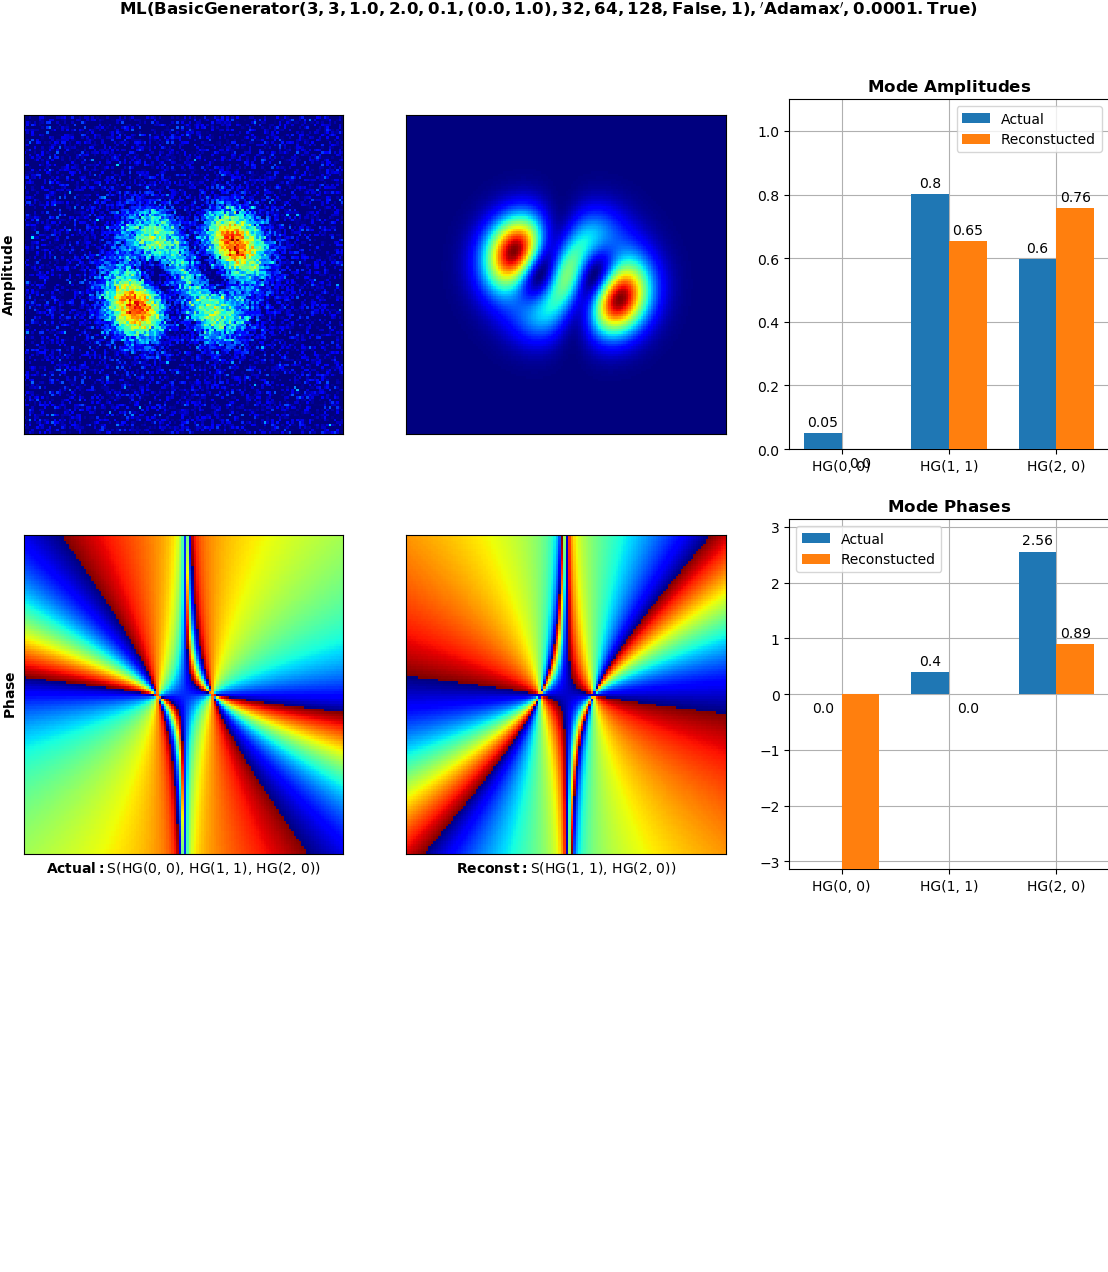 ML(BasicGenerator(3, 3, 1.0, 2.0, 0.1, (0.0, 1.0), 32, 64, 128, False, 1), ′Adamax′, 0.0001. True)
Amplitude
Mode Amplitudes
Actual
Reconstucted
1.0
0.8
0.6
0.4
0.2
0.0
0.05
0.0
0.8
0.65
0.6
0.76
HG(0, 0)
HG(1, 1)
HG(2, 0)
Phase
Actual: S(HG(0, 0), HG(1, 1), HG(2, 0))
Reconst: S(HG(1, 1), HG(2, 0))
Mode Phases
Actual
Reconstucted
3
2
1
0
−1
−2
−3
0.0
0.4
0.0
2.56
0.89
HG(0, 0)
HG(1, 1)
HG(2, 0)